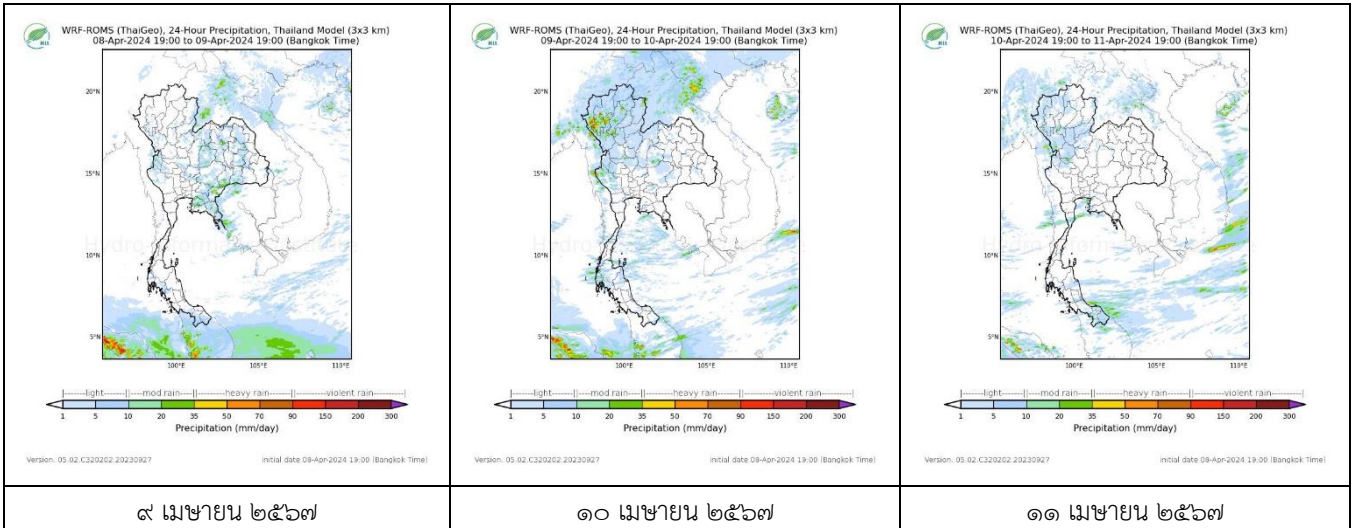 WRF-ROMS (ThaiGeo), 24-Hour Precipitation, Thailand Model (3x3 km)
08-Apr-2024 19:00 to 09-Apr-2024 19:00 (Bangkok Time)
HII
20°N
15°N
10°N
5°N
100°E
105°E
110°E
light
mod rain
heavy rain
violent rain
1 5 10 20 35 50 70 90 150 200 300
Precipitation (mm/day)
Version: 05.02.C320202.20230927
initial date 08-Apr-2024 19:00 (Bangkok Time)
๙ เมษายน ๒๕๖๗
WRF-ROMS (ThaiGeo), 24-Hour Precipitation, Thailand Model (3x3 km)
09-Apr-2024 19:00 to 10-Apr-2024 19:00 (Bangkok Time)
HII
20°N
15°N
10°N
5°N
100°E
105°E
110°E
light
mod rain
heavy rain
violent rain
1 5 10 20 35 50 70 90 150 200 300
Precipitation (mm/day)
Version: 05.02.C320202.20230927
initial date 08-Apr-2024 19:00 (Bangkok Time)
๑๐ เมษายน ๒๕๖๗
WRF-ROMS (ThaiGeo), 24-Hour Precipitation, Thailand Model (3x3 km)
10-Apr-2024 19:00 to 11-Apr-2024 19:00 (Bangkok Time)
HII
20°N
15°N
10°N
5°N
100°E
105°E
110°E
light
mod rain
heavy rain
violent rain
1 5 10 20 35 50 70 90 150 200 300
Precipitation (mm/day)
Version: 05.02.C320202.20230927
initial date 08-Apr-2024 19:00 (Bangkok Time)
๑๑ เมษายน ๒๕๖๗